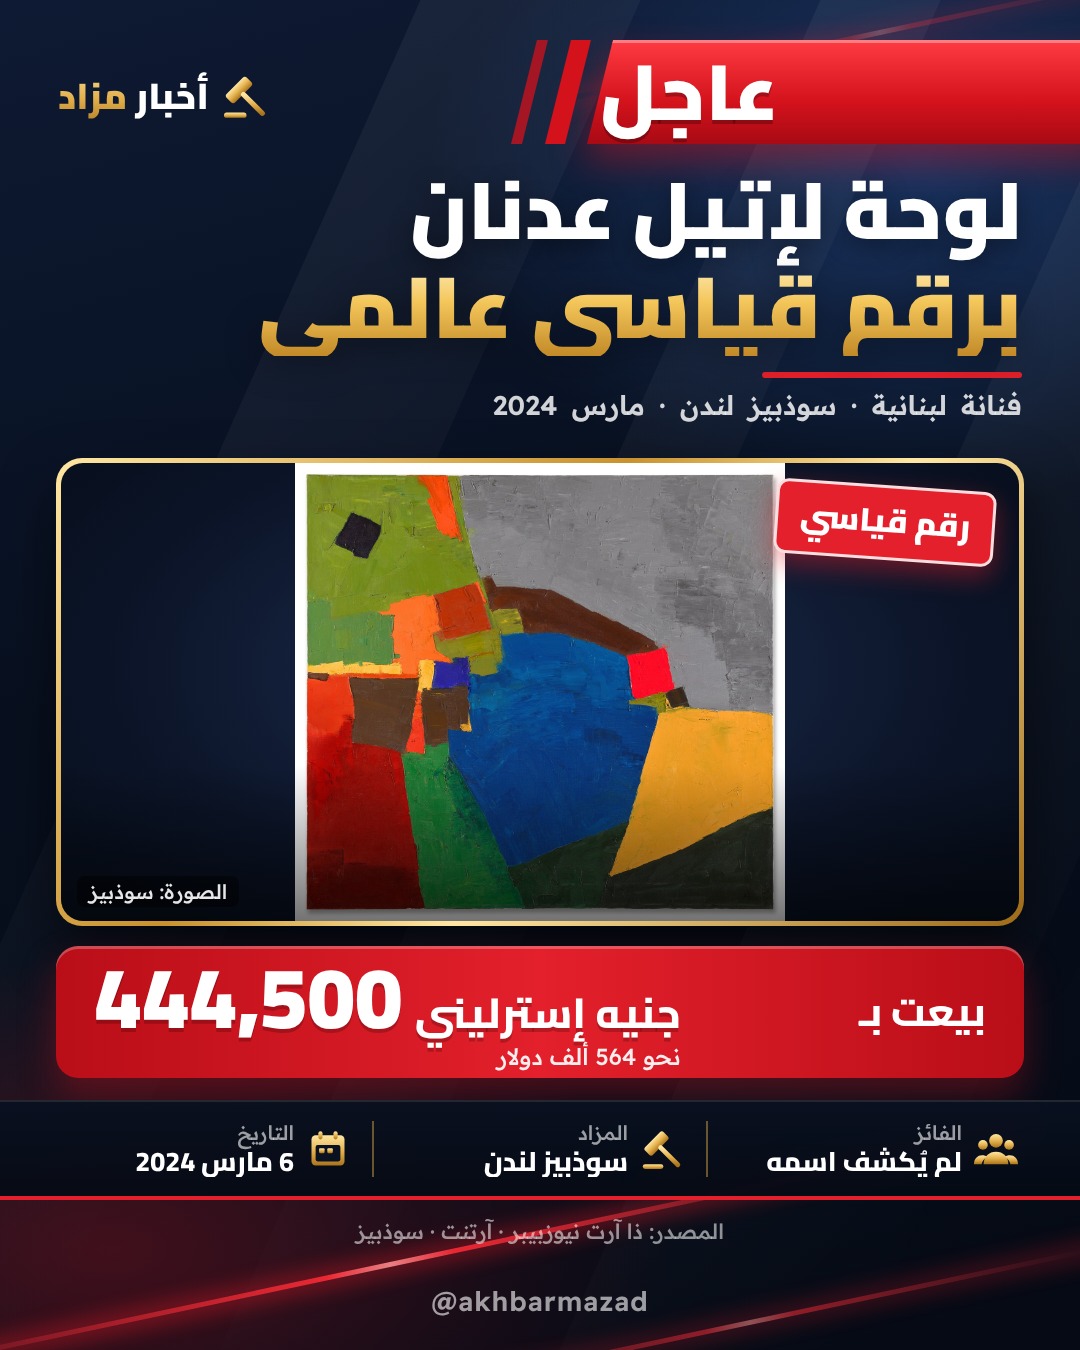 عاجل
أخبار مزاد
لوحة لإتيل عدنان
برقم قياسي عالمي
فنانة لبنانية · سوذبيز لندن · مارس 2024
رقم قياسي
الصورة: سوذبيز
بيعت بـ
444,500 جنيه إسترليني
نحو 564 ألف دولار
الفائز
لم يُكشف اسمه
المزاد
سوذبيز لندن
التاريخ
6 مارس 2024
المصدر: ذا آرت نيوزبيبر · آرتنت · سوذبيز
@akhbarmazad